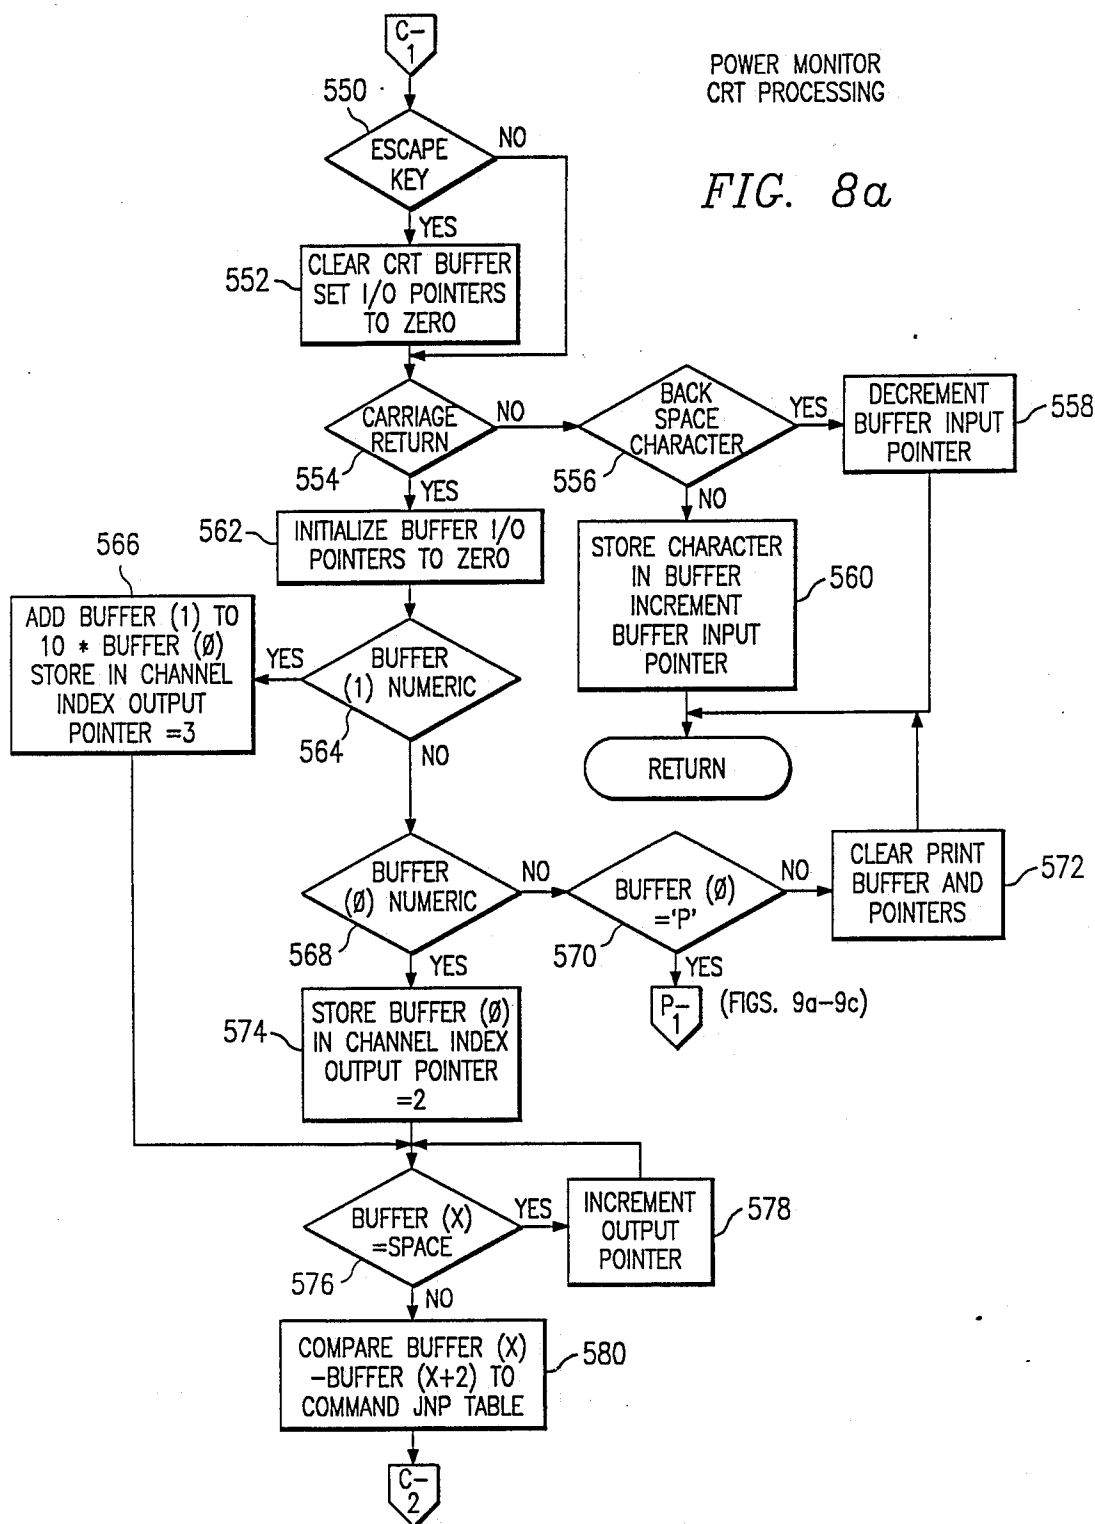 C-
1
POWER MONITOR
CRT PROCESSING
FIG. 8a
550
ESCAPE
KEY
NO
YES
552
CLEAR CRT BUFFER
SET I/O POINTERS
TO ZERO
CARRIAGE
RETURN
554
NO
YES
BACK
SPACE
CHARACTER
556
YES
NO
DECREMENT
BUFFER INPUT
POINTER
558
562
INITIALIZE BUFFER I/O
POINTERS TO ZERO
STORE CHARACTER
IN BUFFER
INCREMENT
BUFFER INPUT
POINTER
560
566
ADD BUFFER (1) TO
10 * BUFFER (Ø)
STORE IN CHANNEL
INDEX OUTPUT
POINTER =3
YES
BUFFER
(1) NUMERIC
564
NO
RETURN
BUFFER
(Ø) NUMERIC
568
NO
YES
BUFFER (Ø)
='P'
570
NO
YES
CLEAR PRINT
BUFFER AND
POINTERS
572
P-
1
(FIGS. 9a-9c)
574
STORE BUFFER (Ø)
IN CHANNEL INDEX
OUTPUT POINTER
=2
BUFFER (X)
=SPACE
576
YES
NO
INCREMENT
OUTPUT
POINTER
578
COMPARE BUFFER (X)
-BUFFER (X+2) TO
COMMAND JNP TABLE
580
C-
2